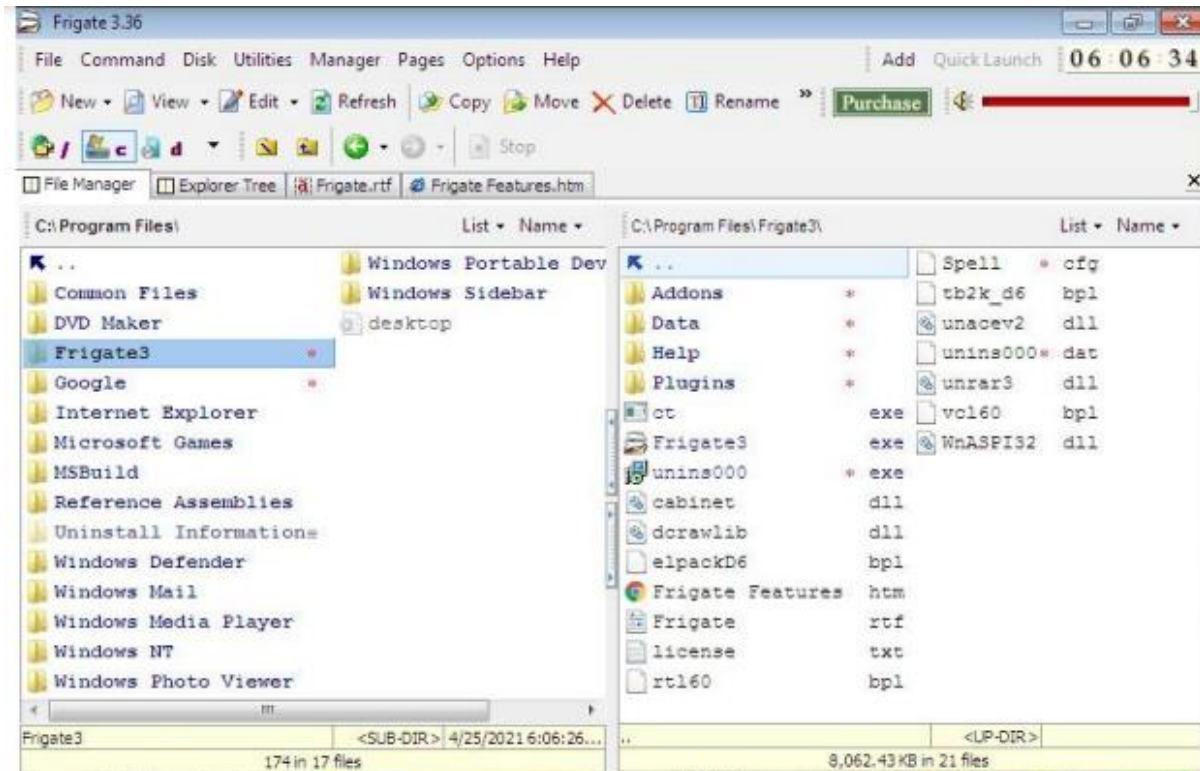 Frigate 3.36
File Command Disk Utilities Manager Pages Options Help Add Quick Launch 06:06:34
New View Edit Refresh Copy Move Delete Rename » Purchase
/ c d Stop
File Manager Explorer Tree Frigate.rtf Frigate Features.htm
C:\Program Files\ List Name
..
Common Files
DVD Maker
Frigate3 *
Google *
Internet Explorer
Microsoft Games
MSBuild
Reference Assemblies
Uninstall Information
Windows Defender
Windows Mail
Windows Media Player
Windows NT
Windows Photo Viewer
Windows Portable Dev
Windows Sidebar
desktop
Frigate3 <SUB-DIR> 4/25/2021 6:06:26...
174 in 17 files
C:\Program Files\Frigate3\ List Name
..
Addons *
Data *
Help *
Plugins *
ct exe
Frigate3 exe
unins000 * exe
cabinet dll
dcrawlib dll
elpackD6 bpl
Frigate Features htm
Frigate rtf
license txt
rtl60 bpl
Spell * cfg
tb2k_d6 bpl
unacev2 dll
unins000 * dat
unrar3 dll
vcl60 bpl
WnASPI32 dll
.. <UP-DIR>
8,062.43 KB in 21 files